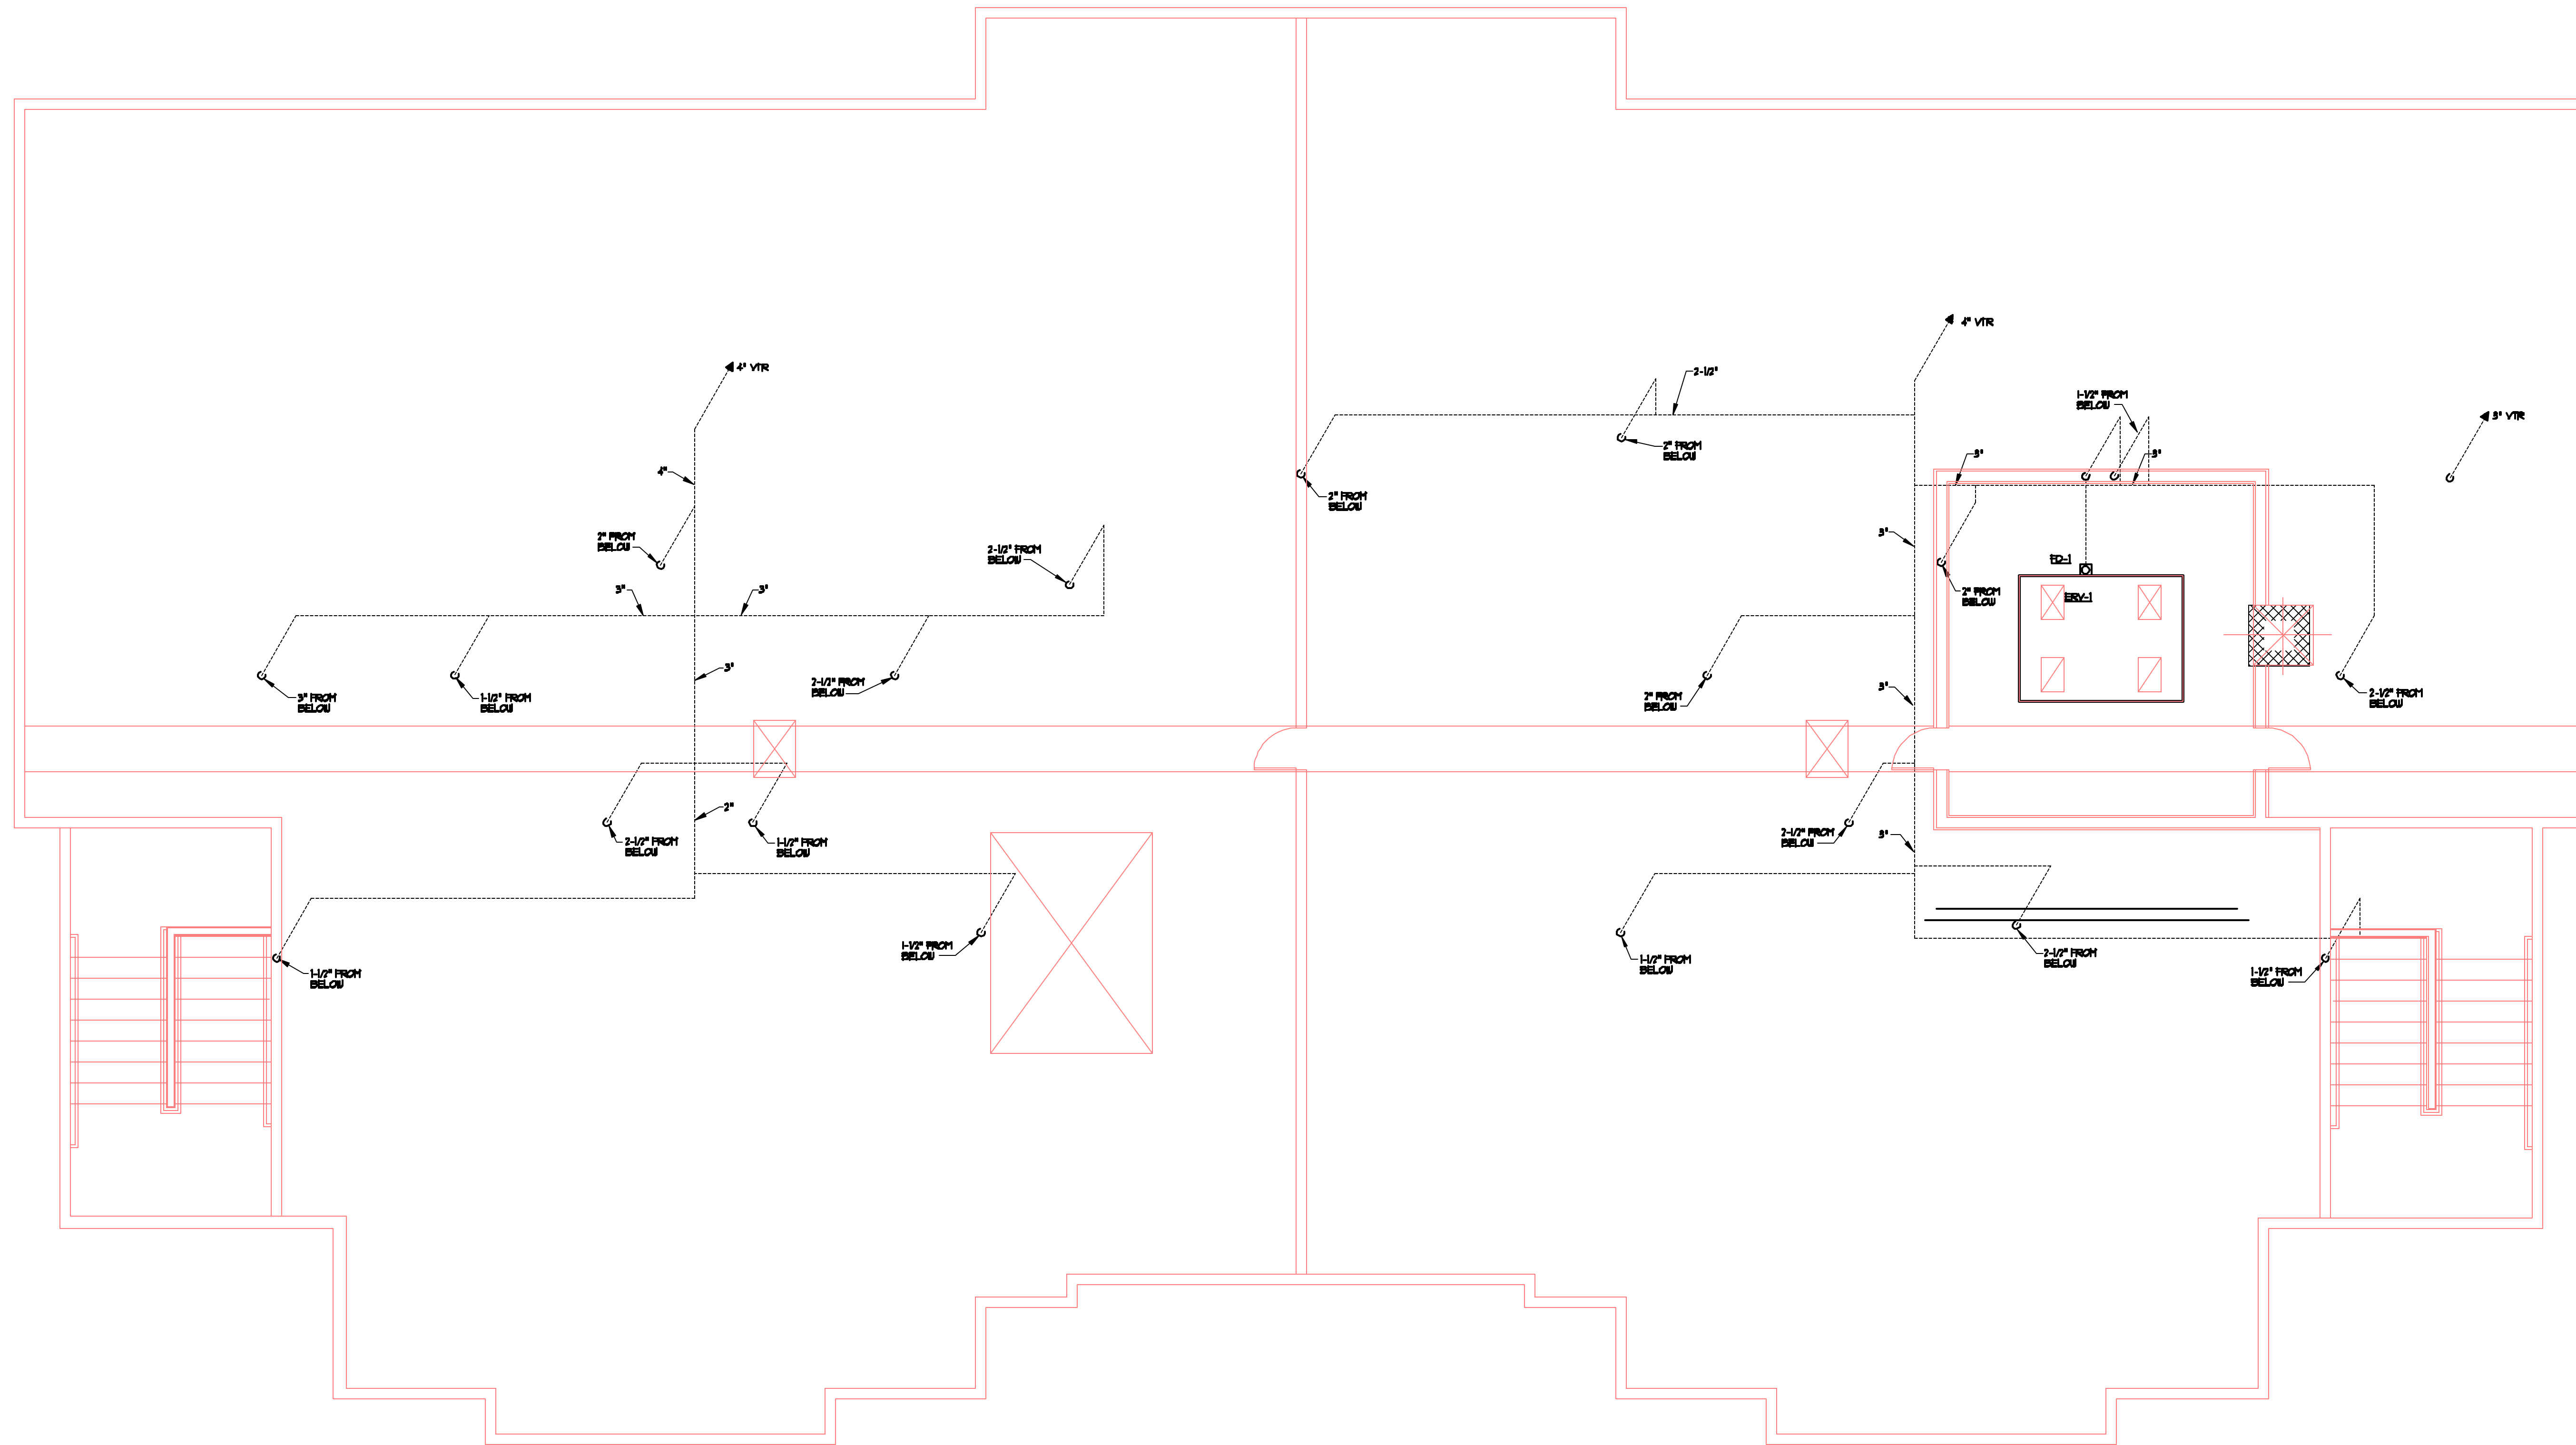 4" VTR
2-1/2"
4" VTR
1-1/2" FROM
BELOW
3" VTR
2" FROM
BELOW
3"
3"
4"
2" FROM
BELOW
3"
2" FROM
BELOW
2-1/2" FROM
BELOW
FD-1
3"
3"
2" FROM
BELOW
ERV-1
3"
3"
2-1/2" FROM
BELOW
3" FROM
BELOW
1-1/2" FROM
BELOW
2" FROM
BELOW
2-1/2" FROM
BELOW
2"
2-1/2" FROM
BELOW
1-1/2" FROM
BELOW
2-1/2" FROM
BELOW
3"
1-1/2" FROM
BELOW
1-1/2" FROM
BELOW
1-1/2" FROM
BELOW
2-1/2" FROM
BELOW
1-1/2" FROM
BELOW